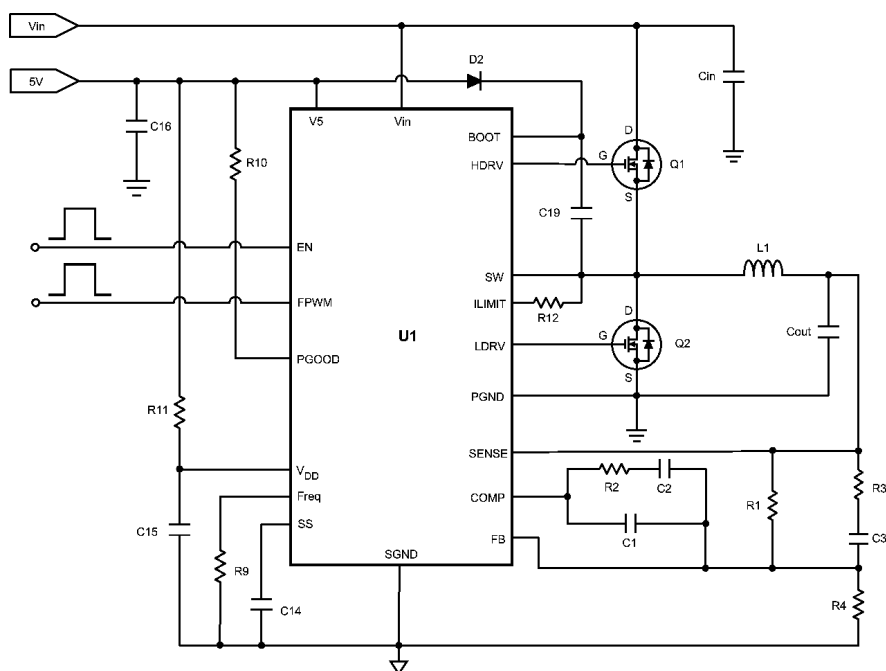 Vin
5V
D2
Cin
C16
V5
Vin
BOOT
D
HDRV
G
Q1
R10
S
C19
EN
L1
SW
FPWM
ILIMIT
R12
D
U1
G
LDRV
Q2
Cout
PGOOD
S
R11
PGND
SENSE
VDD
R2
C2
R3
COMP
R1
Freq
SS
C15
C1
C3
FB
SGND
R9
C14
R4